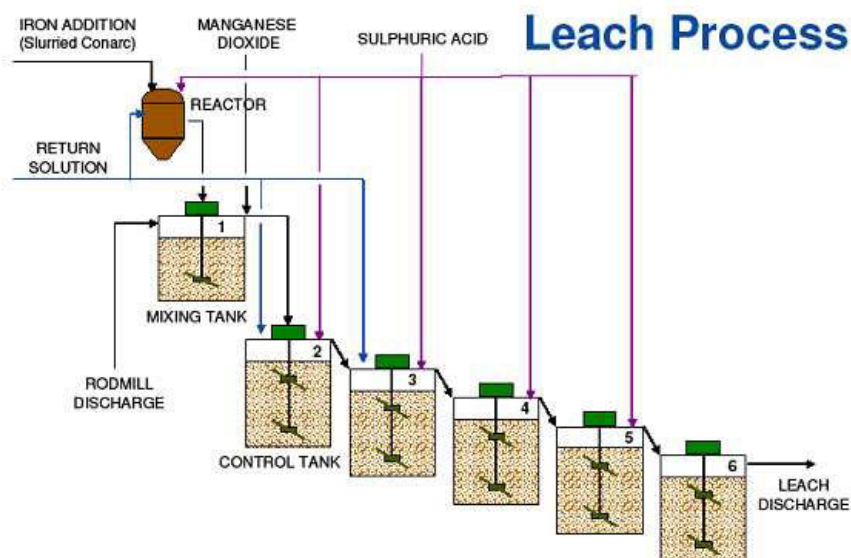 Leach Process
IRON ADDITION
(Slurried Conarc)
MANGANESE
DIOXIDE
SULPHURIC ACID
REACTOR
RETURN
SOLUTION
1
MIXING TANK
2
RODMILL
DISCHARGE
CONTROL TANK
3
4
5
6
LEACH
DISCHARGE